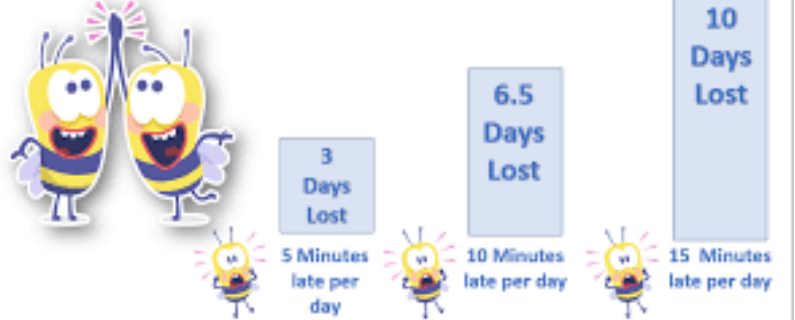 3
Days
Lost
5 Minutes
late per
day
6.5
Days
Lost
10 Minutes
late per day
10
Days
Lost
15 Minutes
late per day